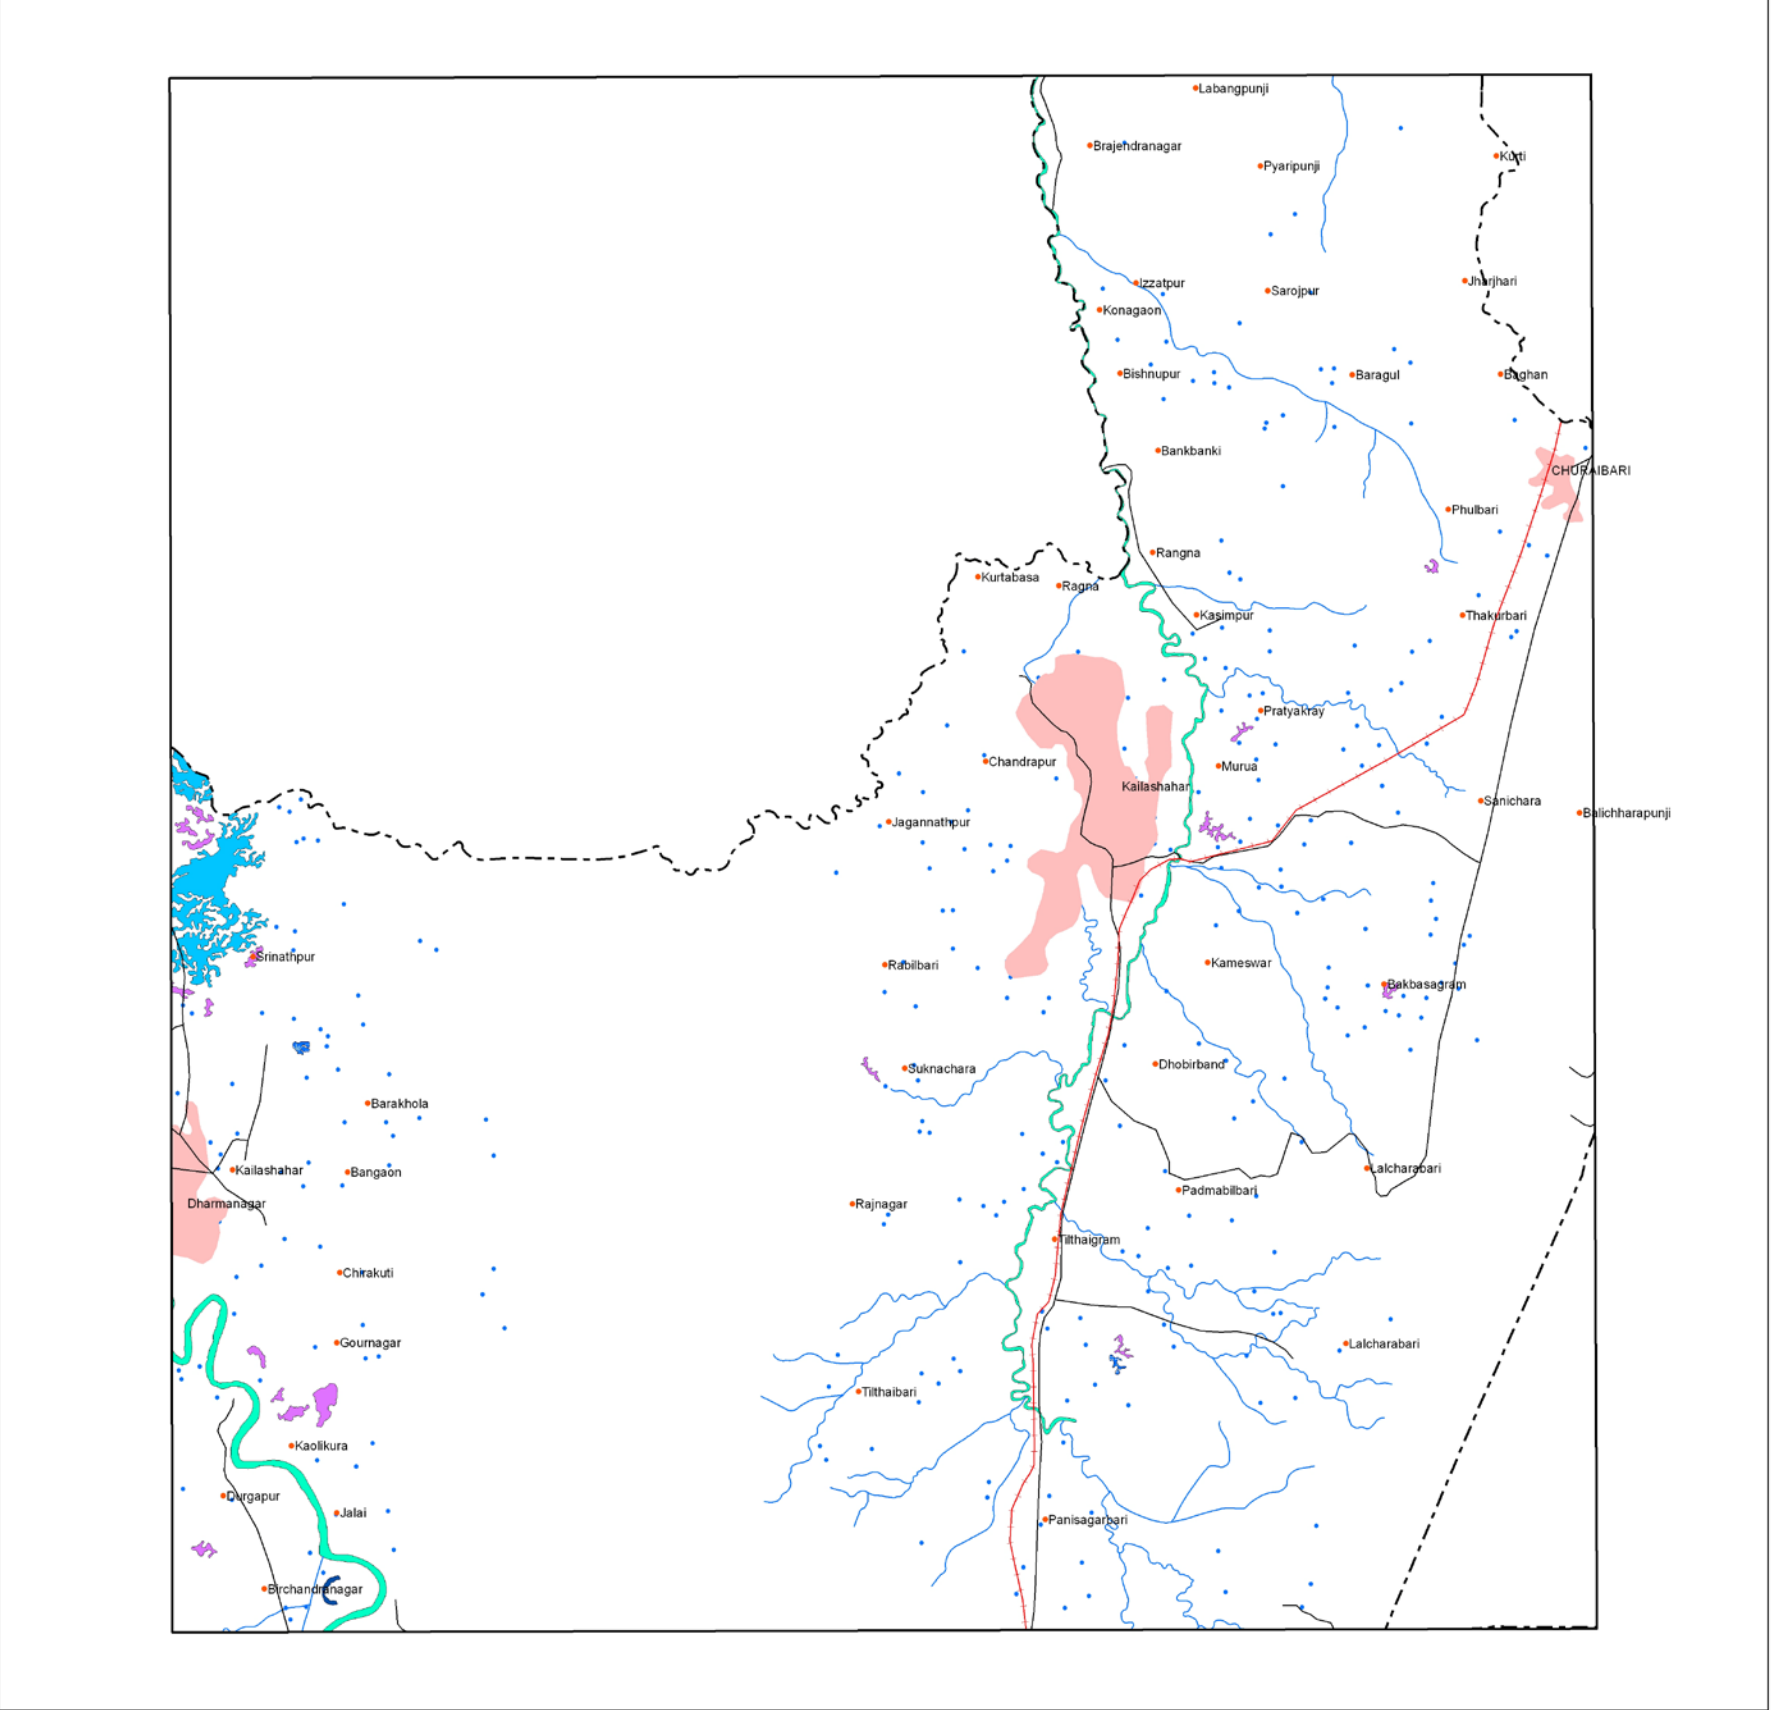 Labangpunji
Brajendranagar
Kurti
Pyaripunji
Jharjhari
Izzatpur
Sarojpur
Konagaon
Bishnupur
Baragul
Baghan
Bankbanki
CHURAIBARI
Phulbari
Rangna
Kurtabasa
Ragna
Kasimpur
Thakurbari
Pratyakray
Chandrapur
Murua
Kailashahar
Sanichara
Balichharapunji
Jagannathpur
Srinathpur
Rabilbari
Kameswar
Bakbasagram
Dhobirband
Suknachara
Barakhola
Lalcharabari
Kailashahar
Bangaon
Padmabilbari
Dharmanagar
Rajnagar
Tilthaigram
Chirakuti
Gournagar
Lalcharabari
Tilthaibari
Kaolikura
Durgapur
Jalai
Panisagarbari
Birchandranagar